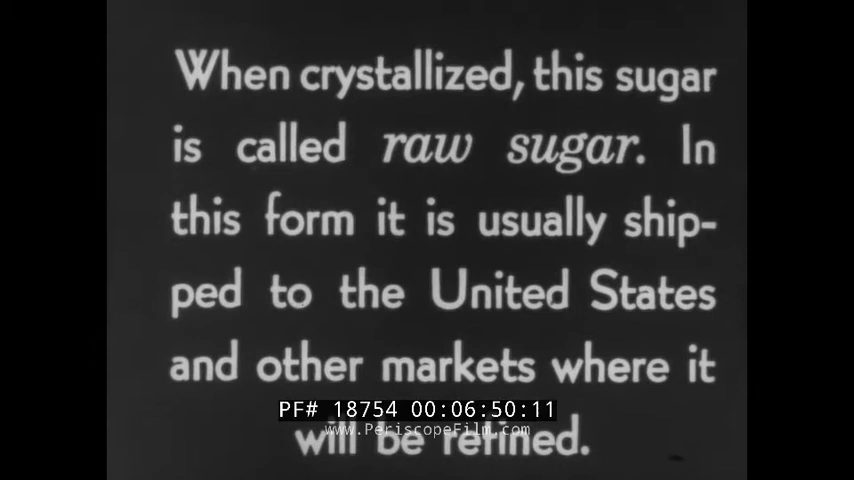 When crystallized, this sugar
is called raw sugar. In
this form it is usually ship-
ped to the United States
and other markets where it
PF# 18754 00:06:50:11
will be refined.
www.PeriscopeFilm.com